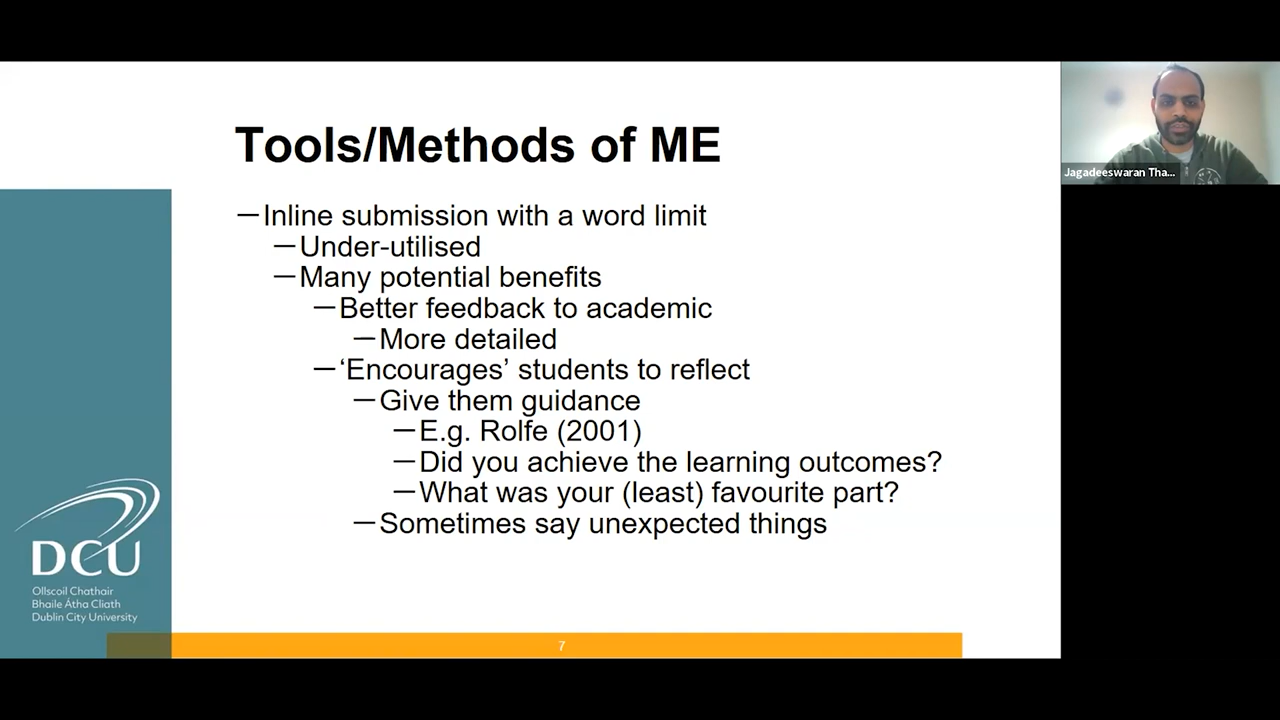 Tools/Methods of ME
—Inline submission with a word limit
—Under-utilised
—Many potential benefits
—Better feedback to academic
—More detailed
—‘Encourages’ students to reflect
—Give them guidance
—E.g. Rolfe (2001)
—Did you achieve the learning outcomes?
—What was your (least) favourite part?
—Sometimes say unexpected things
DCU
Ollscoil Chathair
Bhaile Átha Cliath
Dublin City University
7
Jagadeeswaran Tha...